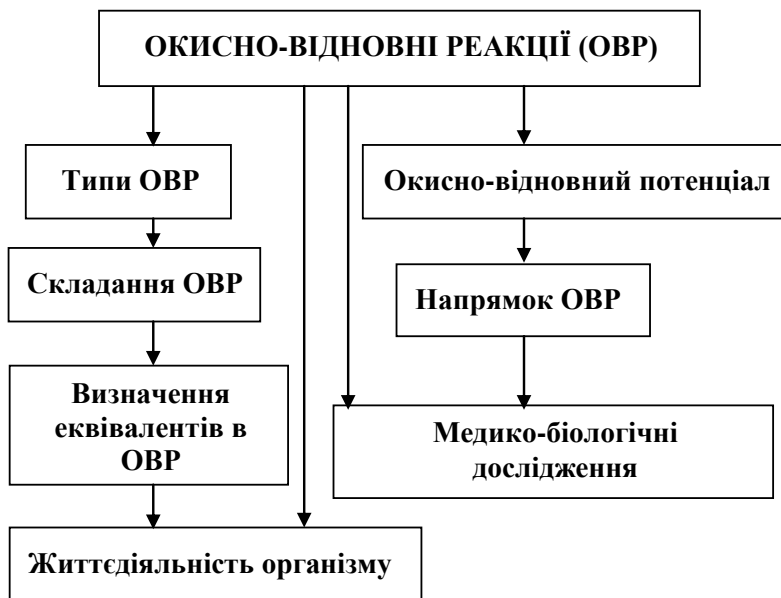 ОКИСНО-ВІДНОВНІ РЕАКЦІЇ (ОВР)
Типи ОВР
Окисно-відновний потенціал
Складання ОВР
Напрямок ОВР
Визначення
еквівалентів в
ОВР
Медико-біологічні
дослідження
Життєдіяльність організму